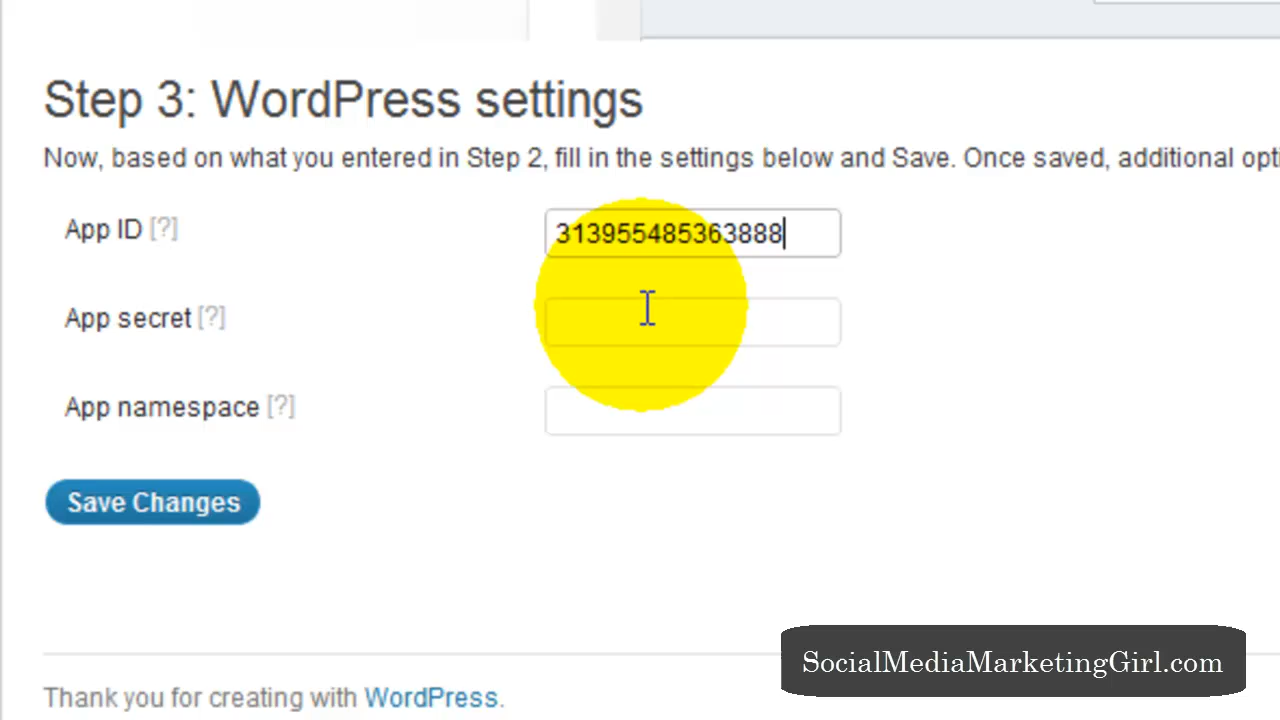 Step 3: WordPress settings
Now, based on what you entered in Step 2, fill in the settings below and Save. Once saved, additional opti
App ID [?]
313955485363888
App secret [?]
App namespace [?]
Save Changes
SocialMediaMarketingGirl.com
Thank you for creating with WordPress.